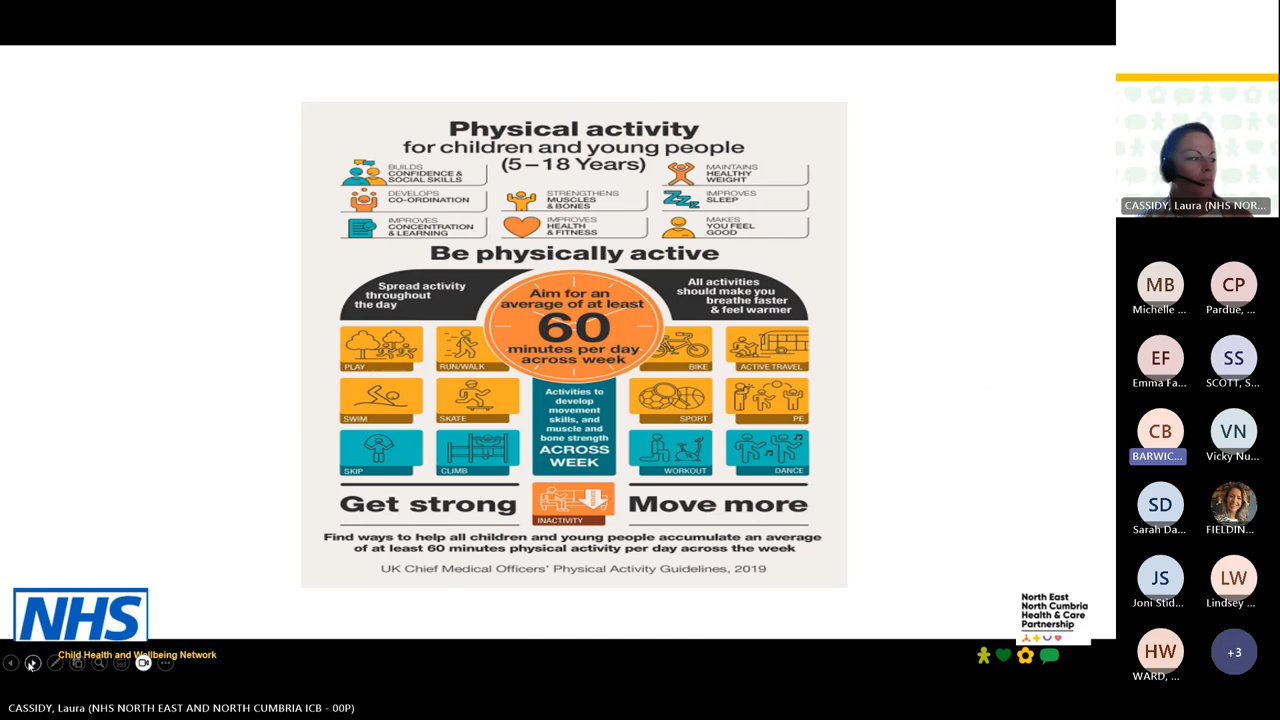 Physical activity
for children and young people
(5–18 Years)
BUILDS
CONFIDENCE &
SOCIAL SKILLS
MAINTAINS
HEALTHY
WEIGHT
DEVELOPS
CO-ORDINATION
STRENGTHENS
MUSCLES
& BONES
IMPROVES
SLEEP
IMPROVES
CONCENTRATION
& LEARNING
IMPROVES
HEALTH
& FITNESS
MAKES
YOU FEEL
GOOD
Be physically active
Spread activity
throughout
the day
Aim for an
average of at least
60
minutes per day
across week
All activities
should make you
breathe faster
& feel warmer
PLAY
RUN/WALK
BIKE
ACTIVE TRAVEL
SWIM
SKATE
SPORT
PE
Activities to
develop
movement
skills, and
muscle and
bone strength
ACROSS
WEEK
SKIP
CLIMB
WORKOUT
DANCE
Get strong
INACTIVITY
Move more
Find ways to help all children and young people accumulate an average
of at least 60 minutes physical activity per day across the week
UK Chief Medical Officers' Physical Activity Guidelines, 2019
NHS
Child Health and Wellbeing Network
North East
North Cumbria
Health & Care
Partnership
CASSIDY, Laura (NHS NORTH EAST AND NORTH CUMBRIA ICB - 00P)
CASSIDY, Laura (NHS NOR...
MB
Michelle ...
CP
Pardue, ...
EF
Emma Fa...
SS
SCOTT, S...
CB
BARWIC...
VN
Vicky Nu...
SD
Sarah Da...
FIELDIN...
JS
Joni Stid...
LW
Lindsey ...
HW
WARD, ...
+3